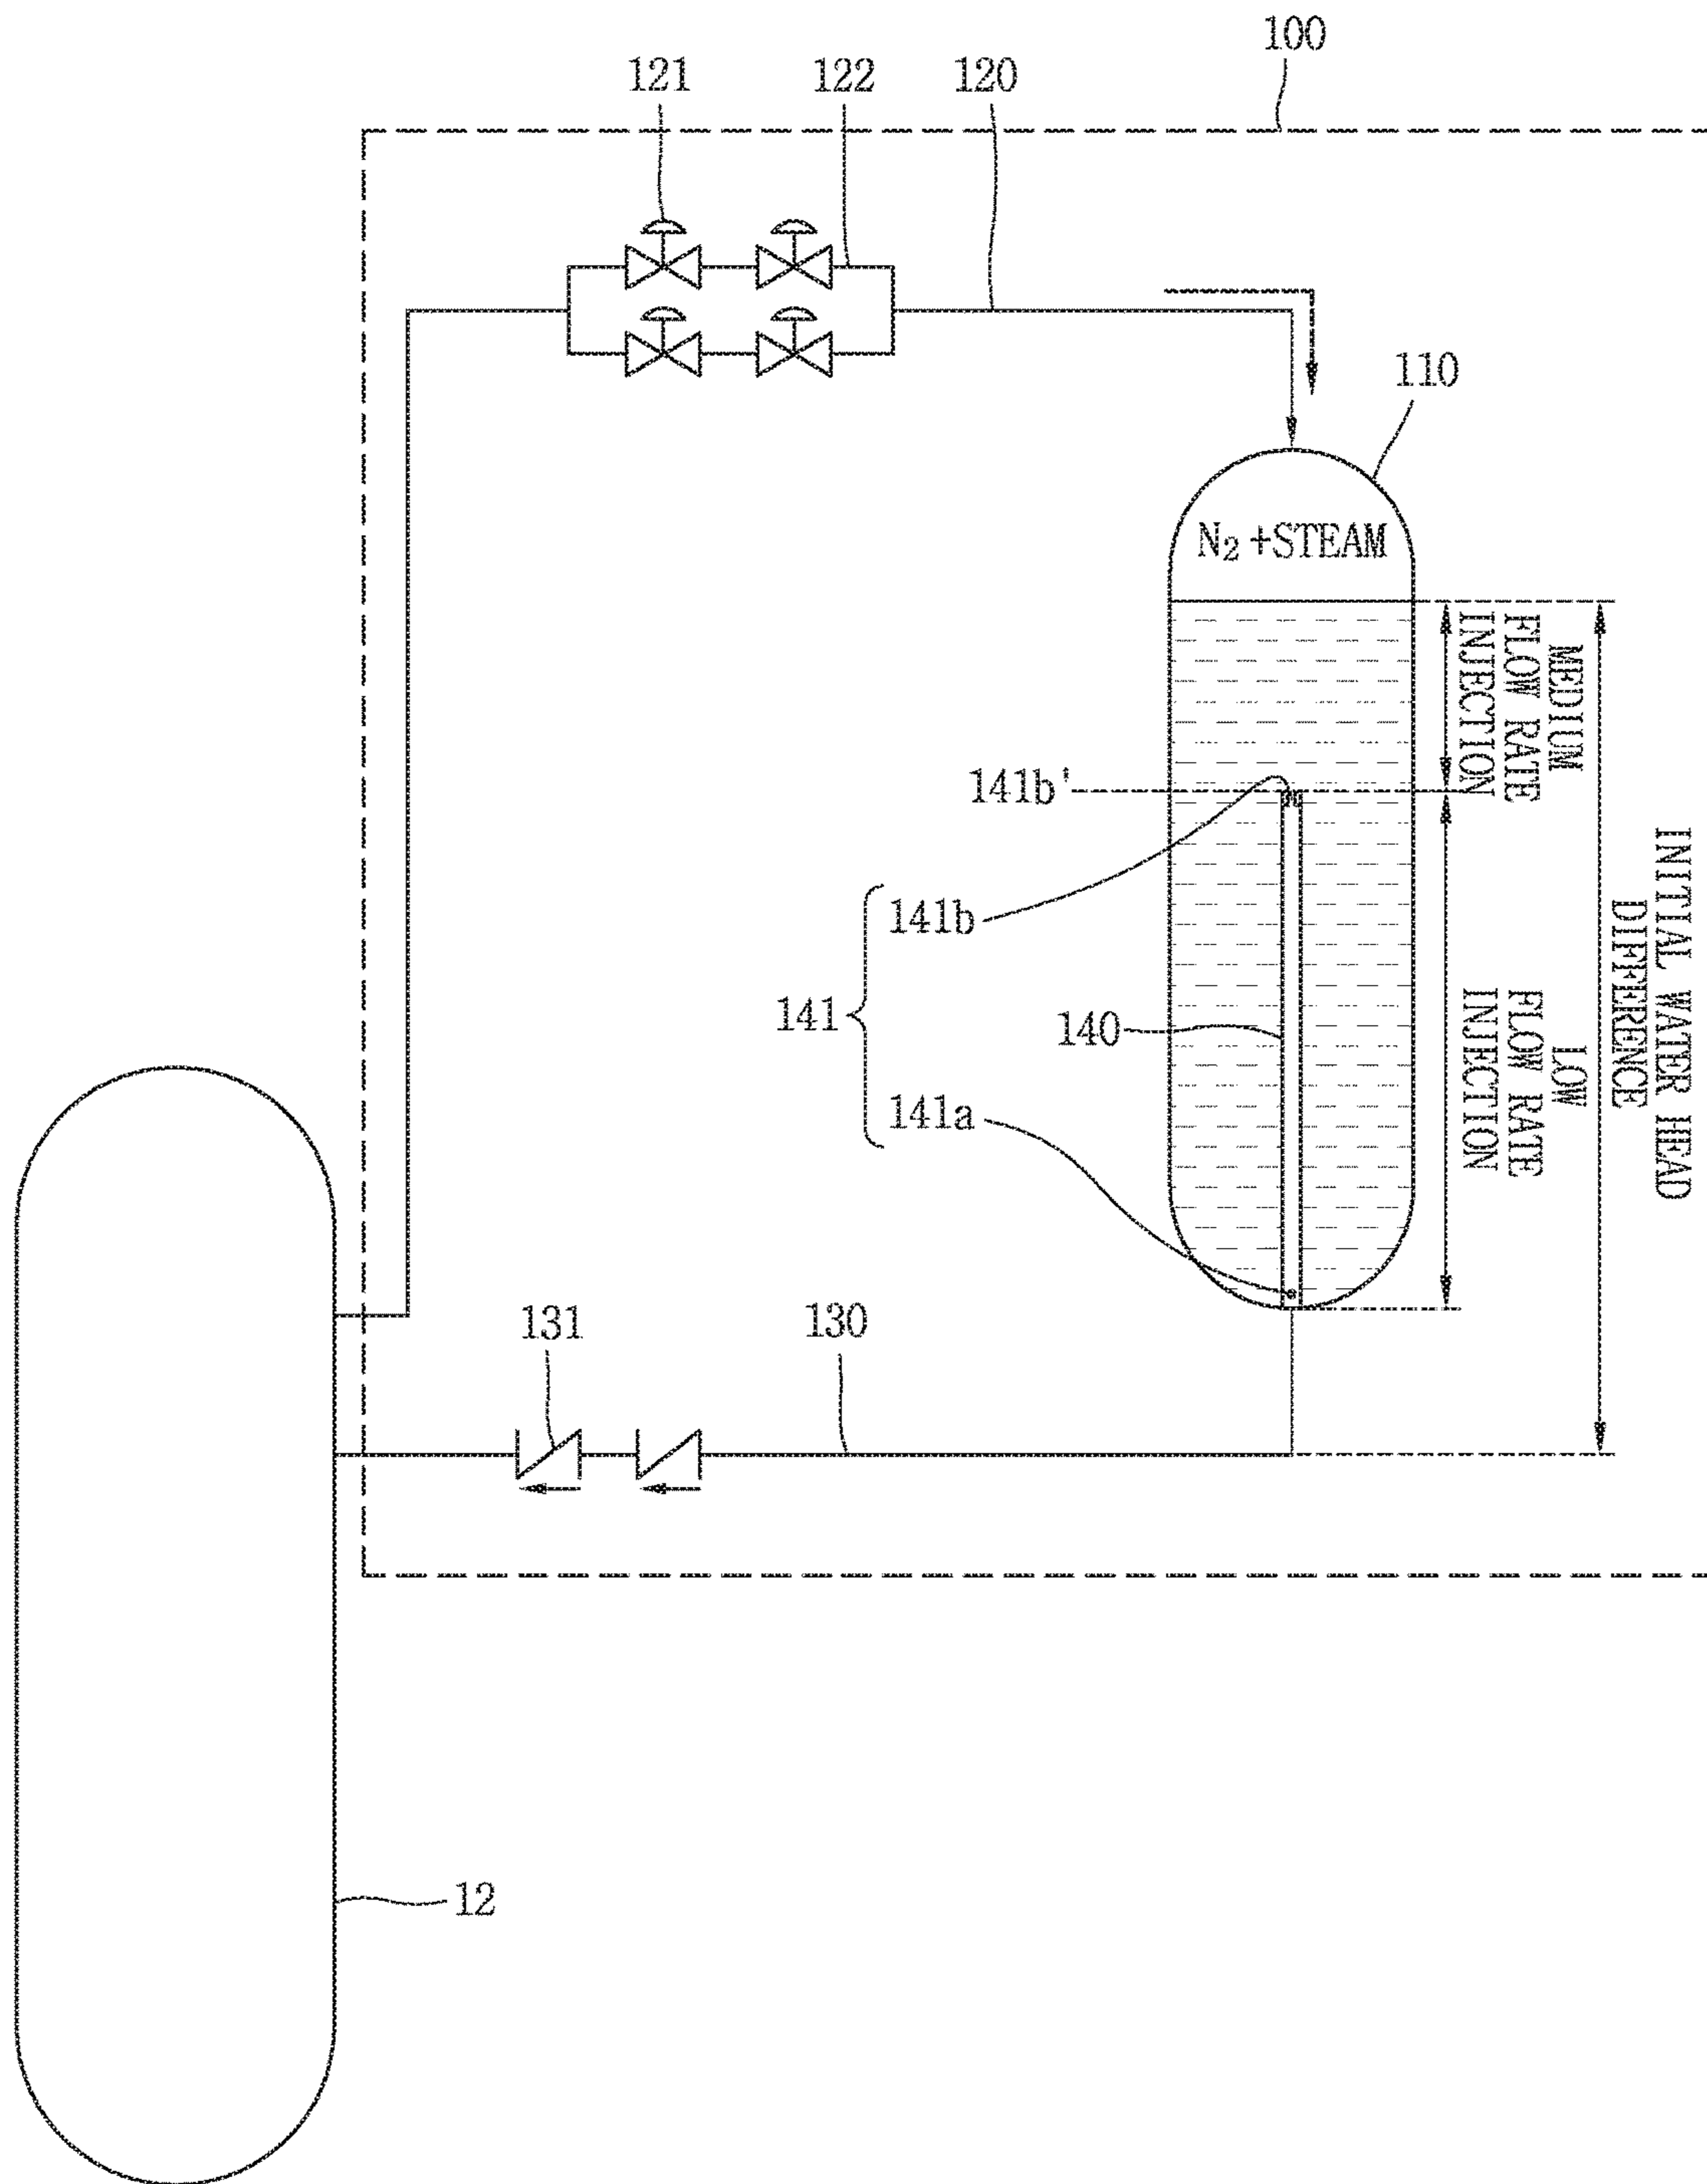 100
121
122
120
110
N₂ +STEAM
MEDIUM
FLOW RATE
INJECTION
141b'
INITIAL WATER HEAD
DIFFERENCE
141b
141
140
LOW
FLOW RATE
INJECTION
141a
131
130
12